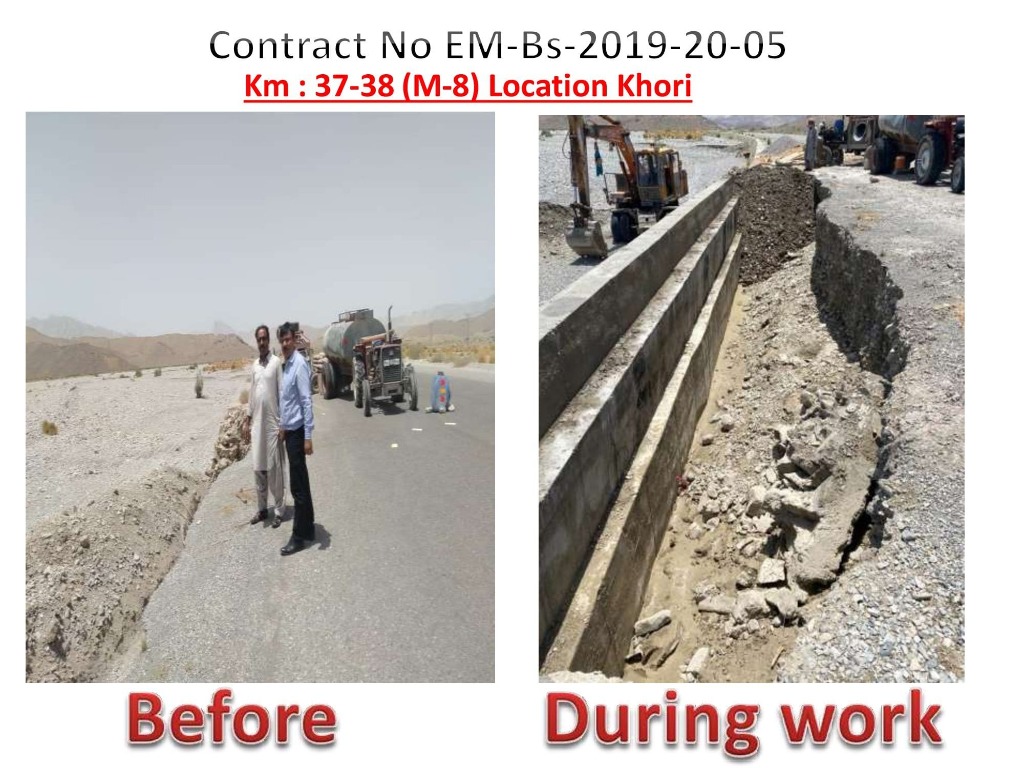 Contract No EM-Bs-2019-20-05
Km : 37-38 (M-8) Location Khori
Before
During work